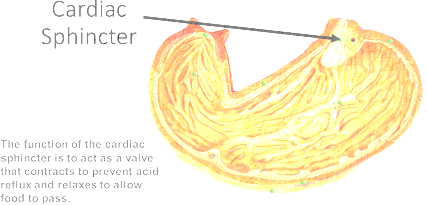 Cardiac
Sphincter
The function of the cardiac
sphincter is to act as a valve
that contracts to prevent acid
reflux and relaxes to allow
food to pass.